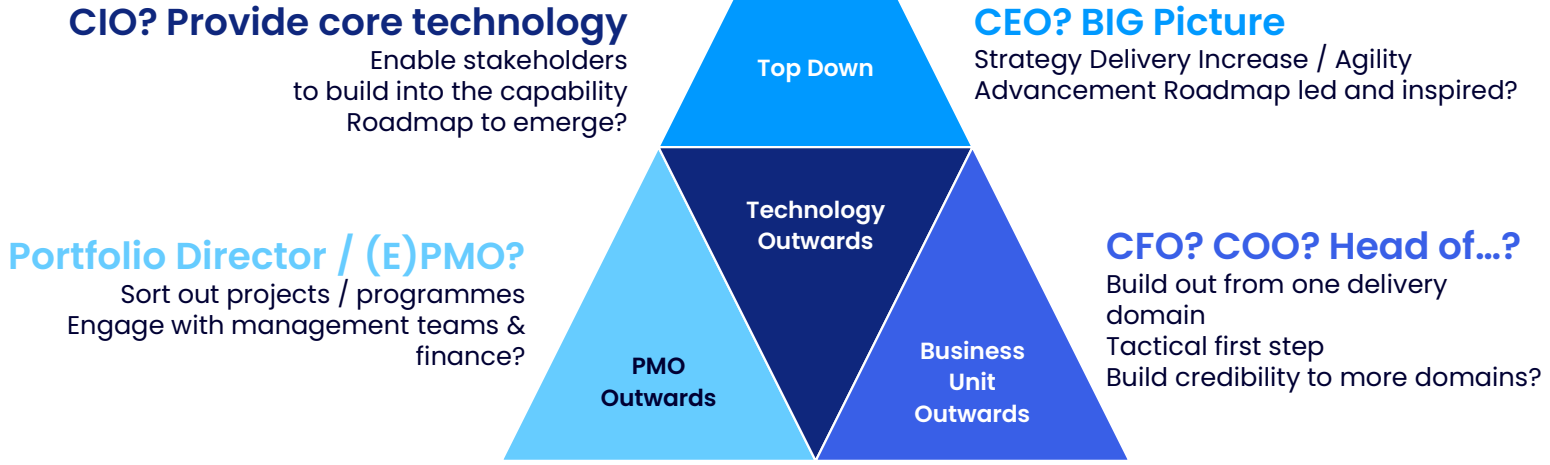 CIO? Provide core technology
Enable stakeholders
to build into the capability
Roadmap to emerge?
Top Down
CEO? BIG Picture
Strategy Delivery Increase / Agility
Advancement Roadmap led and inspired?
Technology
Outwards
Portfolio Director / (E)PMO?
Sort out projects / programmes
Engage with management teams &
finance?
PMO
Outwards
Business
Unit
Outwards
CFO? COO? Head of…?
Build out from one delivery
domain
Tactical first step
Build credibility to more domains?